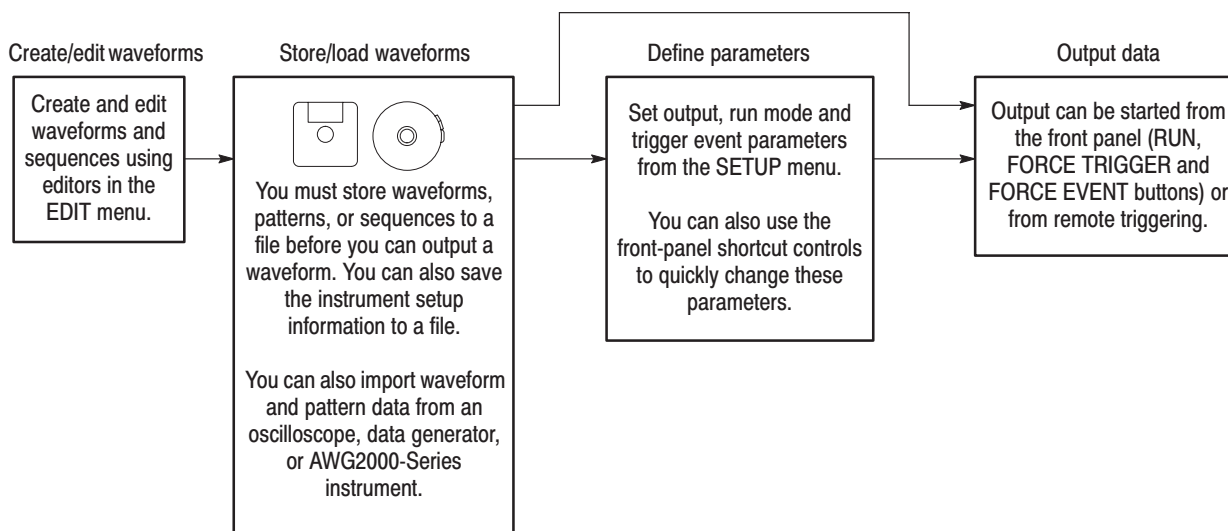 Create/edit waveforms
Create and edit
waveforms and
sequences using
editors in the
EDIT menu.
Store/load waveforms
You must store waveforms,
patterns, or sequences to a
file before you can output a
waveform. You can also save
the instrument setup
information to a file.
You can also import waveform
and pattern data from an
oscilloscope, data generator,
or AWG2000-Series
instrument.
Define parameters
Set output, run mode and
trigger event parameters
from the SETUP menu.
You can also use the
front-panel shortcut controls
to quickly change these
parameters.
Output data
Output can be started from
the front panel (RUN,
FORCE TRIGGER and
FORCE EVENT buttons) or
from remote triggering.